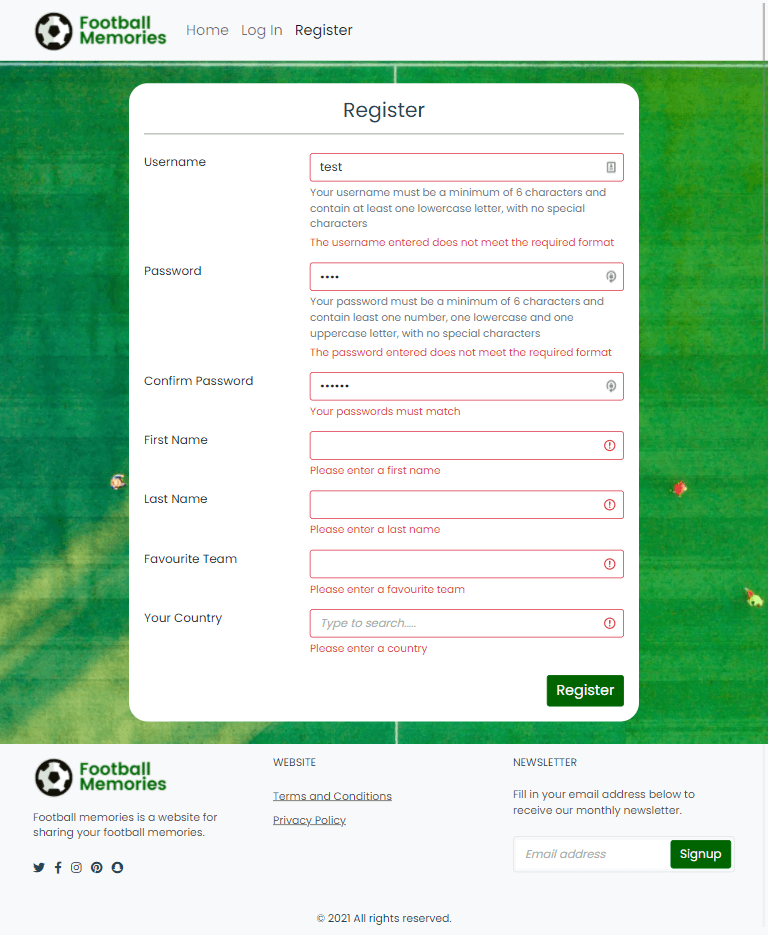 Football
Memories
Home Log In Register
Register
Username
test
Your username must be a minimum of 6 characters and
contain at least one lowercase letter, with no special
characters
The username entered does not meet the required format
Password
••••
Your password must be a minimum of 6 characters and
contain least one number, one lowercase and one
uppercase letter, with no special characters
The password entered does not meet the required format
Confirm Password
••••••
Your passwords must match
First Name
Please enter a first name
Last Name
Please enter a last name
Favourite Team
Please enter a favourite team
Your Country
Type to search.....
Please enter a country
Register
Football
Memories
Football memories is a website for
sharing your football memories.
WEBSITE
Terms and Conditions
Privacy Policy
NEWSLETTER
Fill in your email address below to
receive our monthly newsletter.
Email address
Signup
© 2021 All rights reserved.